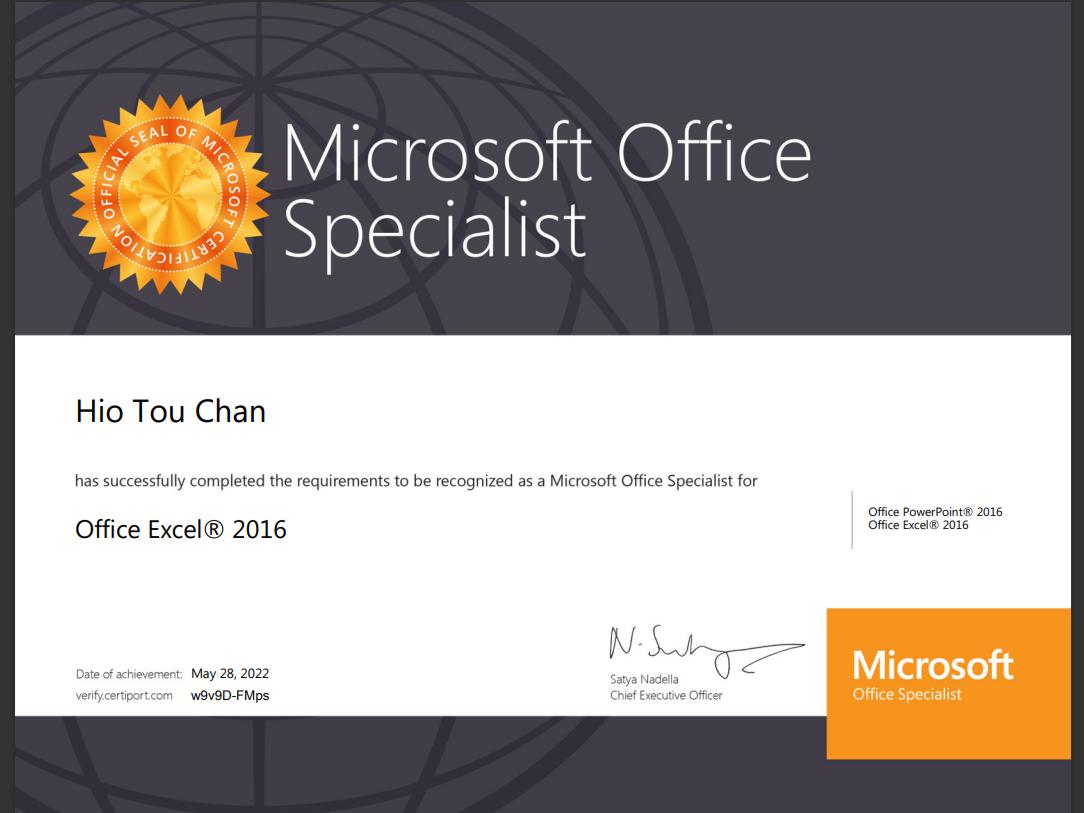 OFFICIAL SEAL OF MICROSOFT CERTIFICATION
Microsoft Office
Specialist
Hio Tou Chan
has successfully completed the requirements to be recognized as a Microsoft Office Specialist for
Office Excel® 2016
Office PowerPoint® 2016
Office Excel® 2016
Date of achievement: May 28, 2022
verify.certiport.com w9v9D-FMps
Satya Nadella
Chief Executive Officer
Microsoft
Office Specialist